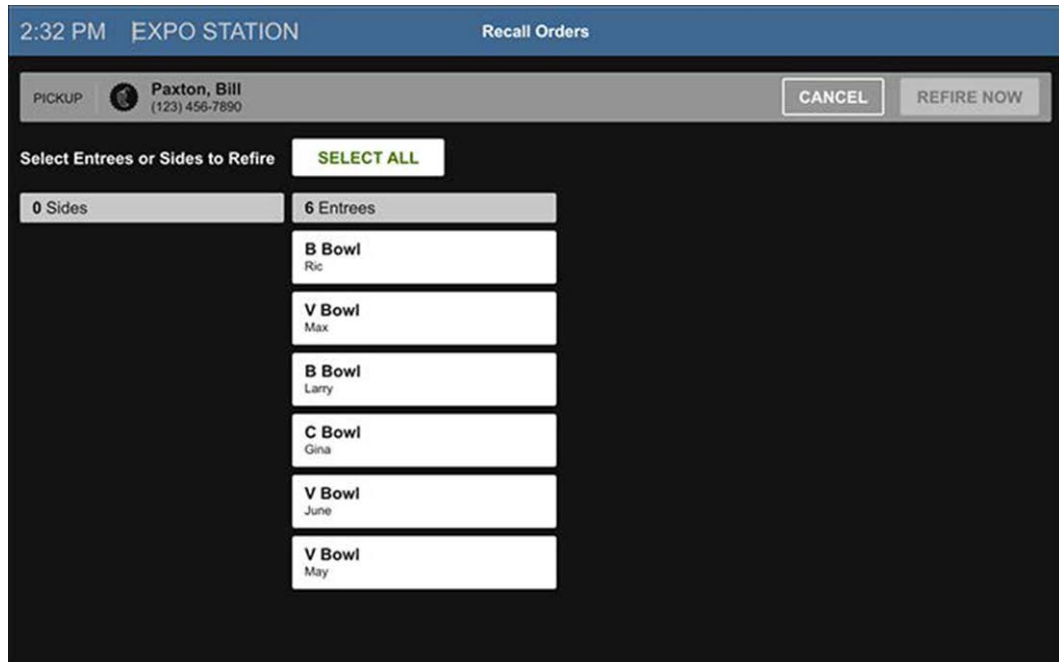 2:32 PM EXPO STATION Recall Orders
PICKUP
Paxton, Bill
(123) 456-7890
CANCEL
REFIRE NOW
Select Entrees or Sides to Refire
SELECT ALL
0 Sides
6 Entrees
B Bowl
Ric
V Bowl
Max
B Bowl
Larry
C Bowl
Gina
V Bowl
June
V Bowl
May